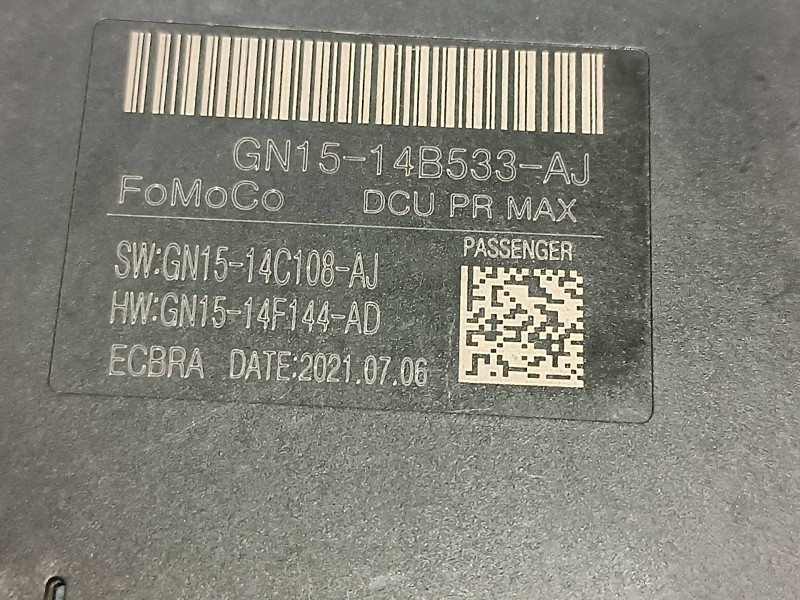 GN15-14B533-AJ
FoMoCo DCU PR MAX
PASSENGER
SW:GN15-14C108-AJ
HW:GN15-14F144-AD
ECBRA DATE:2021.07.06